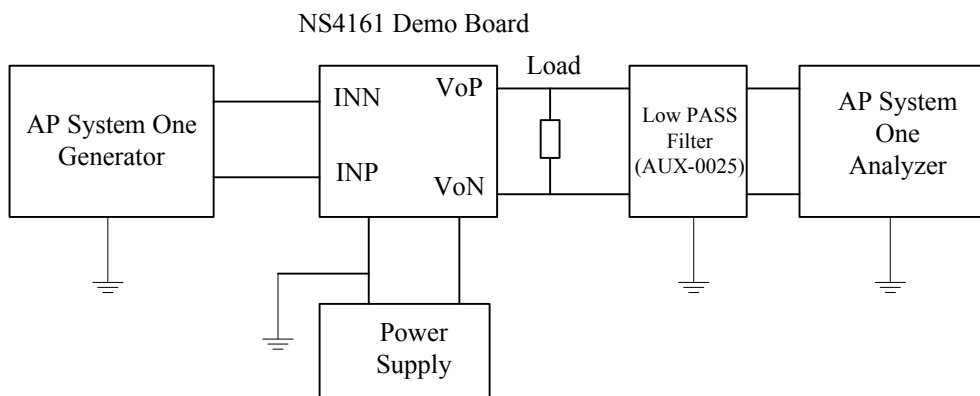 NS4161 Demo Board
AP System One
Generator
INN
INP
VoP
VoN
Load
Low PASS
Filter
(AUX-0025)
AP System
One
Analyzer
Power
Supply